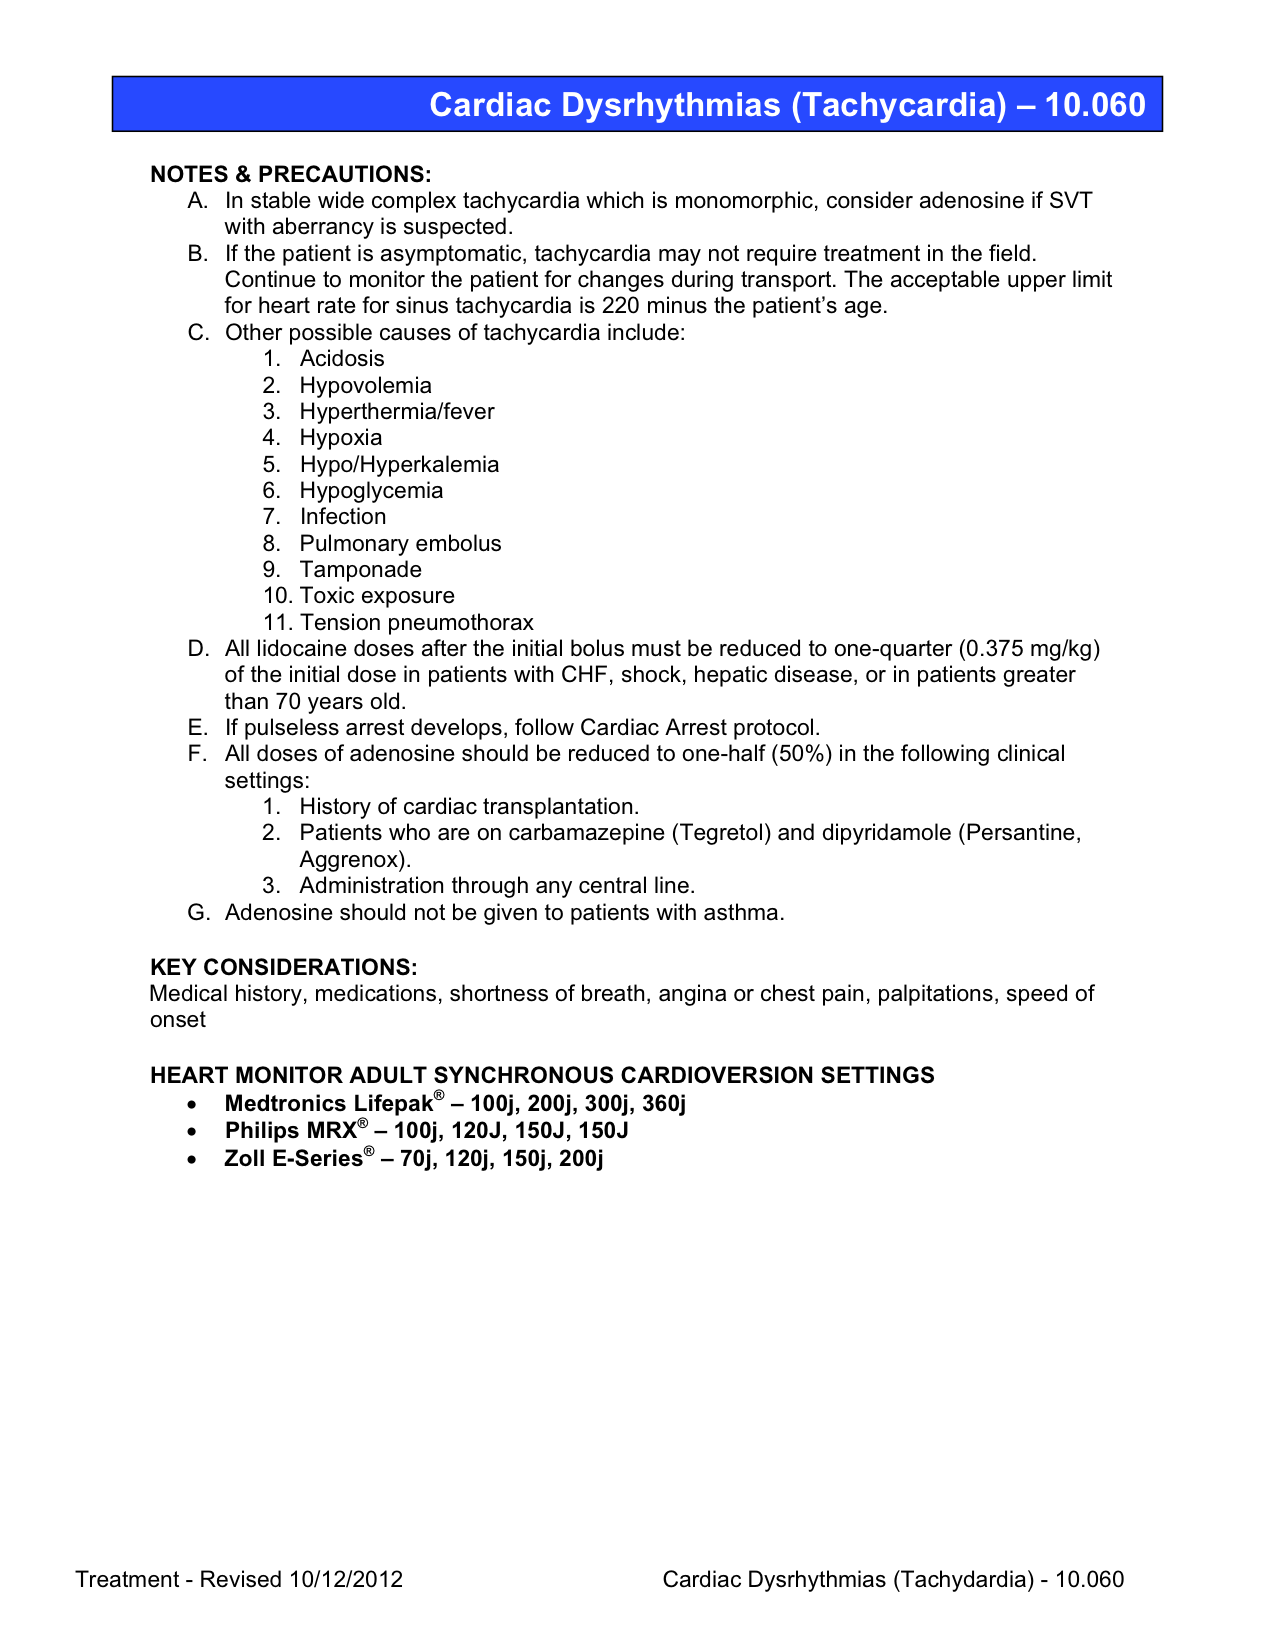 Cardiac Dysrhythmias (Tachycardia) – 10.060
NOTES & PRECAUTIONS:
A. In stable wide complex tachycardia which is monomorphic, consider adenosine if SVT
with aberrancy is suspected.
B. If the patient is asymptomatic, tachycardia may not require treatment in the field.
Continue to monitor the patient for changes during transport. The acceptable upper limit
for heart rate for sinus tachycardia is 220 minus the patient’s age.
C. Other possible causes of tachycardia include:
1. Acidosis
2. Hypovolemia
3. Hyperthermia/fever
4. Hypoxia
5. Hypo/Hyperkalemia
6. Hypoglycemia
7. Infection
8. Pulmonary embolus
9. Tamponade
10. Toxic exposure
11. Tension pneumothorax
D. All lidocaine doses after the initial bolus must be reduced to one-quarter (0.375 mg/kg)
of the initial dose in patients with CHF, shock, hepatic disease, or in patients greater
than 70 years old.
E. If pulseless arrest develops, follow Cardiac Arrest protocol.
F. All doses of adenosine should be reduced to one-half (50%) in the following clinical
settings:
1. History of cardiac transplantation.
2. Patients who are on carbamazepine (Tegretol) and dipyridamole (Persantine,
Aggrenox).
3. Administration through any central line.
G. Adenosine should not be given to patients with asthma.
KEY CONSIDERATIONS:
Medical history, medications, shortness of breath, angina or chest pain, palpitations, speed of
onset
HEART MONITOR ADULT SYNCHRONOUS CARDIOVERSION SETTINGS
• Medtronics Lifepak® – 100j, 200j, 300j, 360j
• Philips MRX® – 100j, 120J, 150J, 150J
• Zoll E-Series® – 70j, 120j, 150j, 200j
Treatment - Revised 10/12/2012 Cardiac Dysrhythmias (Tachydardia) - 10.060